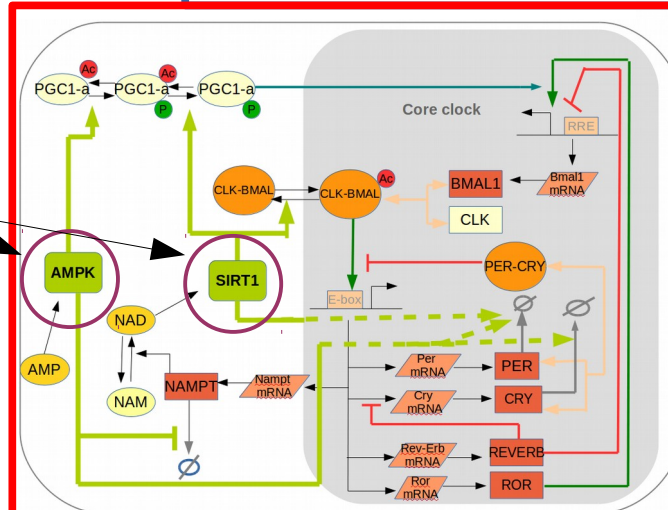 Ac
Ac
PGC1-a
PGC1-a
PGC1-a
P
P
Core clock
RRE
Ac
CLK-BMAL
CLK-BMAL
BMAL1
Bmal1
mRNA
CLK
AMPK
SIRT1
PER-CRY
E-box
NAD
AMP
NAM
NAMPT
Nampt
mRNA
Per
mRNA
PER
Cry
mRNA
CRY
Rev-Erb
mRNA
REVERB
Ror
mRNA
ROR